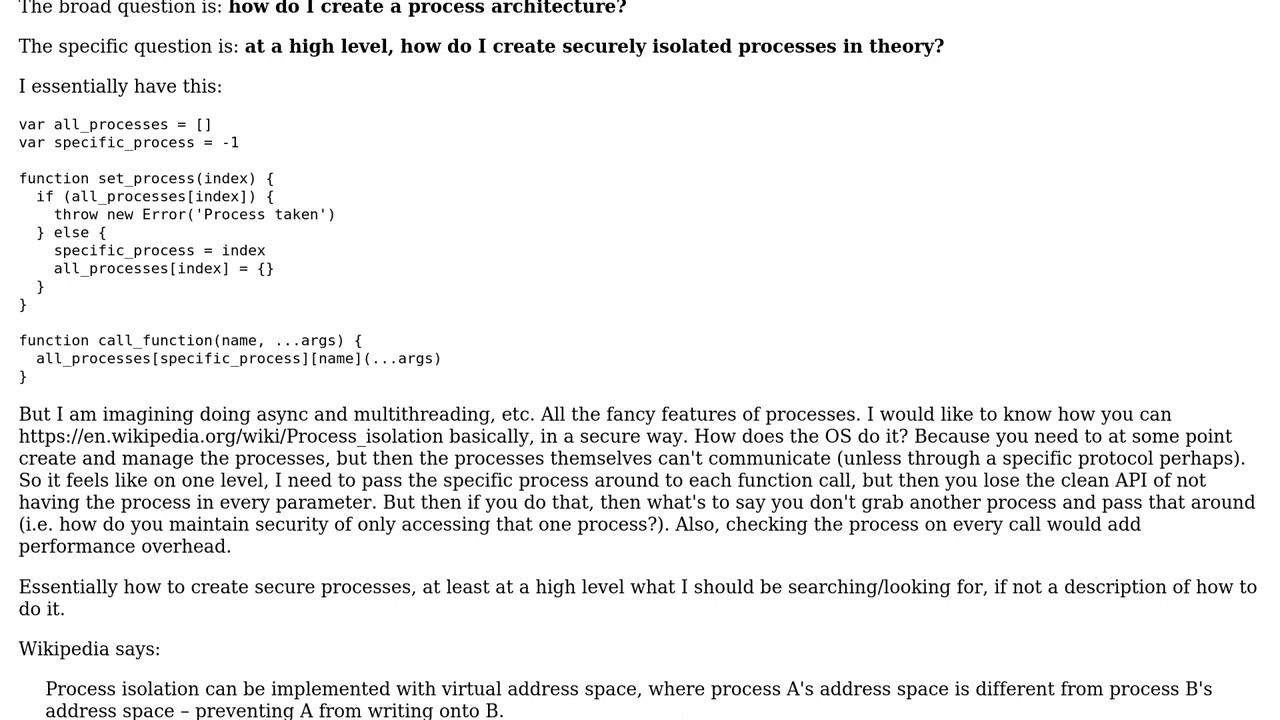 The broad question is: how do I create a process architecture?
The specific question is: at a high level, how do I create securely isolated processes in theory?
I essentially have this:
var all_processes = []
var specific_process = -1
function set_process(index) {
  if (all_processes[index]) {
    throw new Error('Process taken')
  } else {
    specific_process = index
    all_processes[index] = {}
  }
}
function call_function(name, ...args) {
  all_processes[specific_process][name](...args)
}
But I am imagining doing async and multithreading, etc. All the fancy features of processes. I would like to know how you can
https://en.wikipedia.org/wiki/Process_isolation basically, in a secure way. How does the OS do it? Because you need to at some point
create and manage the processes, but then the processes themselves can't communicate (unless through a specific protocol perhaps).
So it feels like on one level, I need to pass the specific process around to each function call, but then you lose the clean API of not
having the process in every parameter. But then if you do that, then what's to say you don't grab another process and pass that around
(i.e. how do you maintain security of only accessing that one process?). Also, checking the process on every call would add
performance overhead.
Essentially how to create secure processes, at least at a high level what I should be searching/looking for, if not a description of how to
do it.
Wikipedia says:
Process isolation can be implemented with virtual address space, where process A's address space is different from process B's
address space – preventing A from writing onto B.